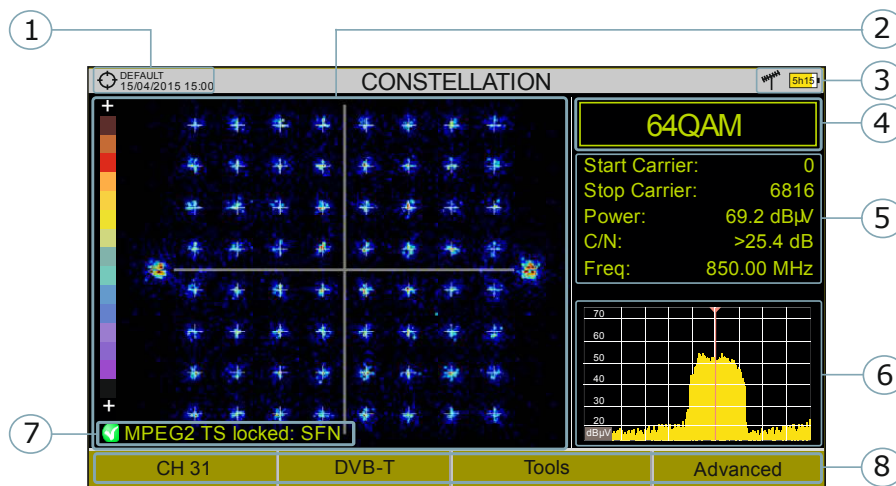 1
2
3
4
5
6
7
8
DEFAULT
15/04/2015 15:00
CONSTELLATION
5h15
+
+
64QAM
Start Carrier: 0
Stop Carrier: 6816
Power: 69.2 dBµV
C/N: >25.4 dB
Freq: 850.00 MHz
70
60
50
40
30
20
dBµV
MPEG2 TS locked: SFN
CH 31
DVB-T
Tools
Advanced